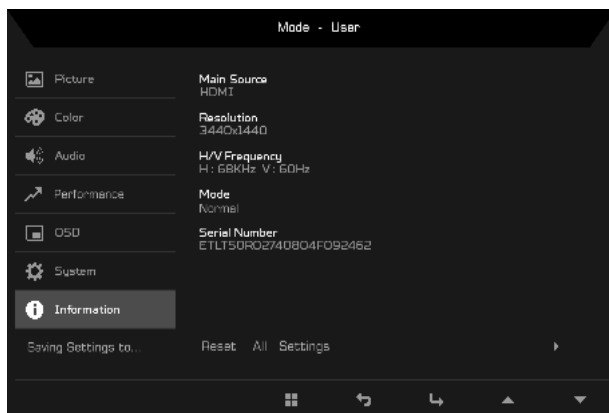 Mode - User
Picture
Color
Audio
Performance
OSD
System
Information
Saving Settings to...
Main Source
HDMI
Resolution
3440x1440
H/V Frequency
H : 68KHz V : 60Hz
Mode
Normal
Serial Number
ETLT50R02740804F092462
Reset All Settings